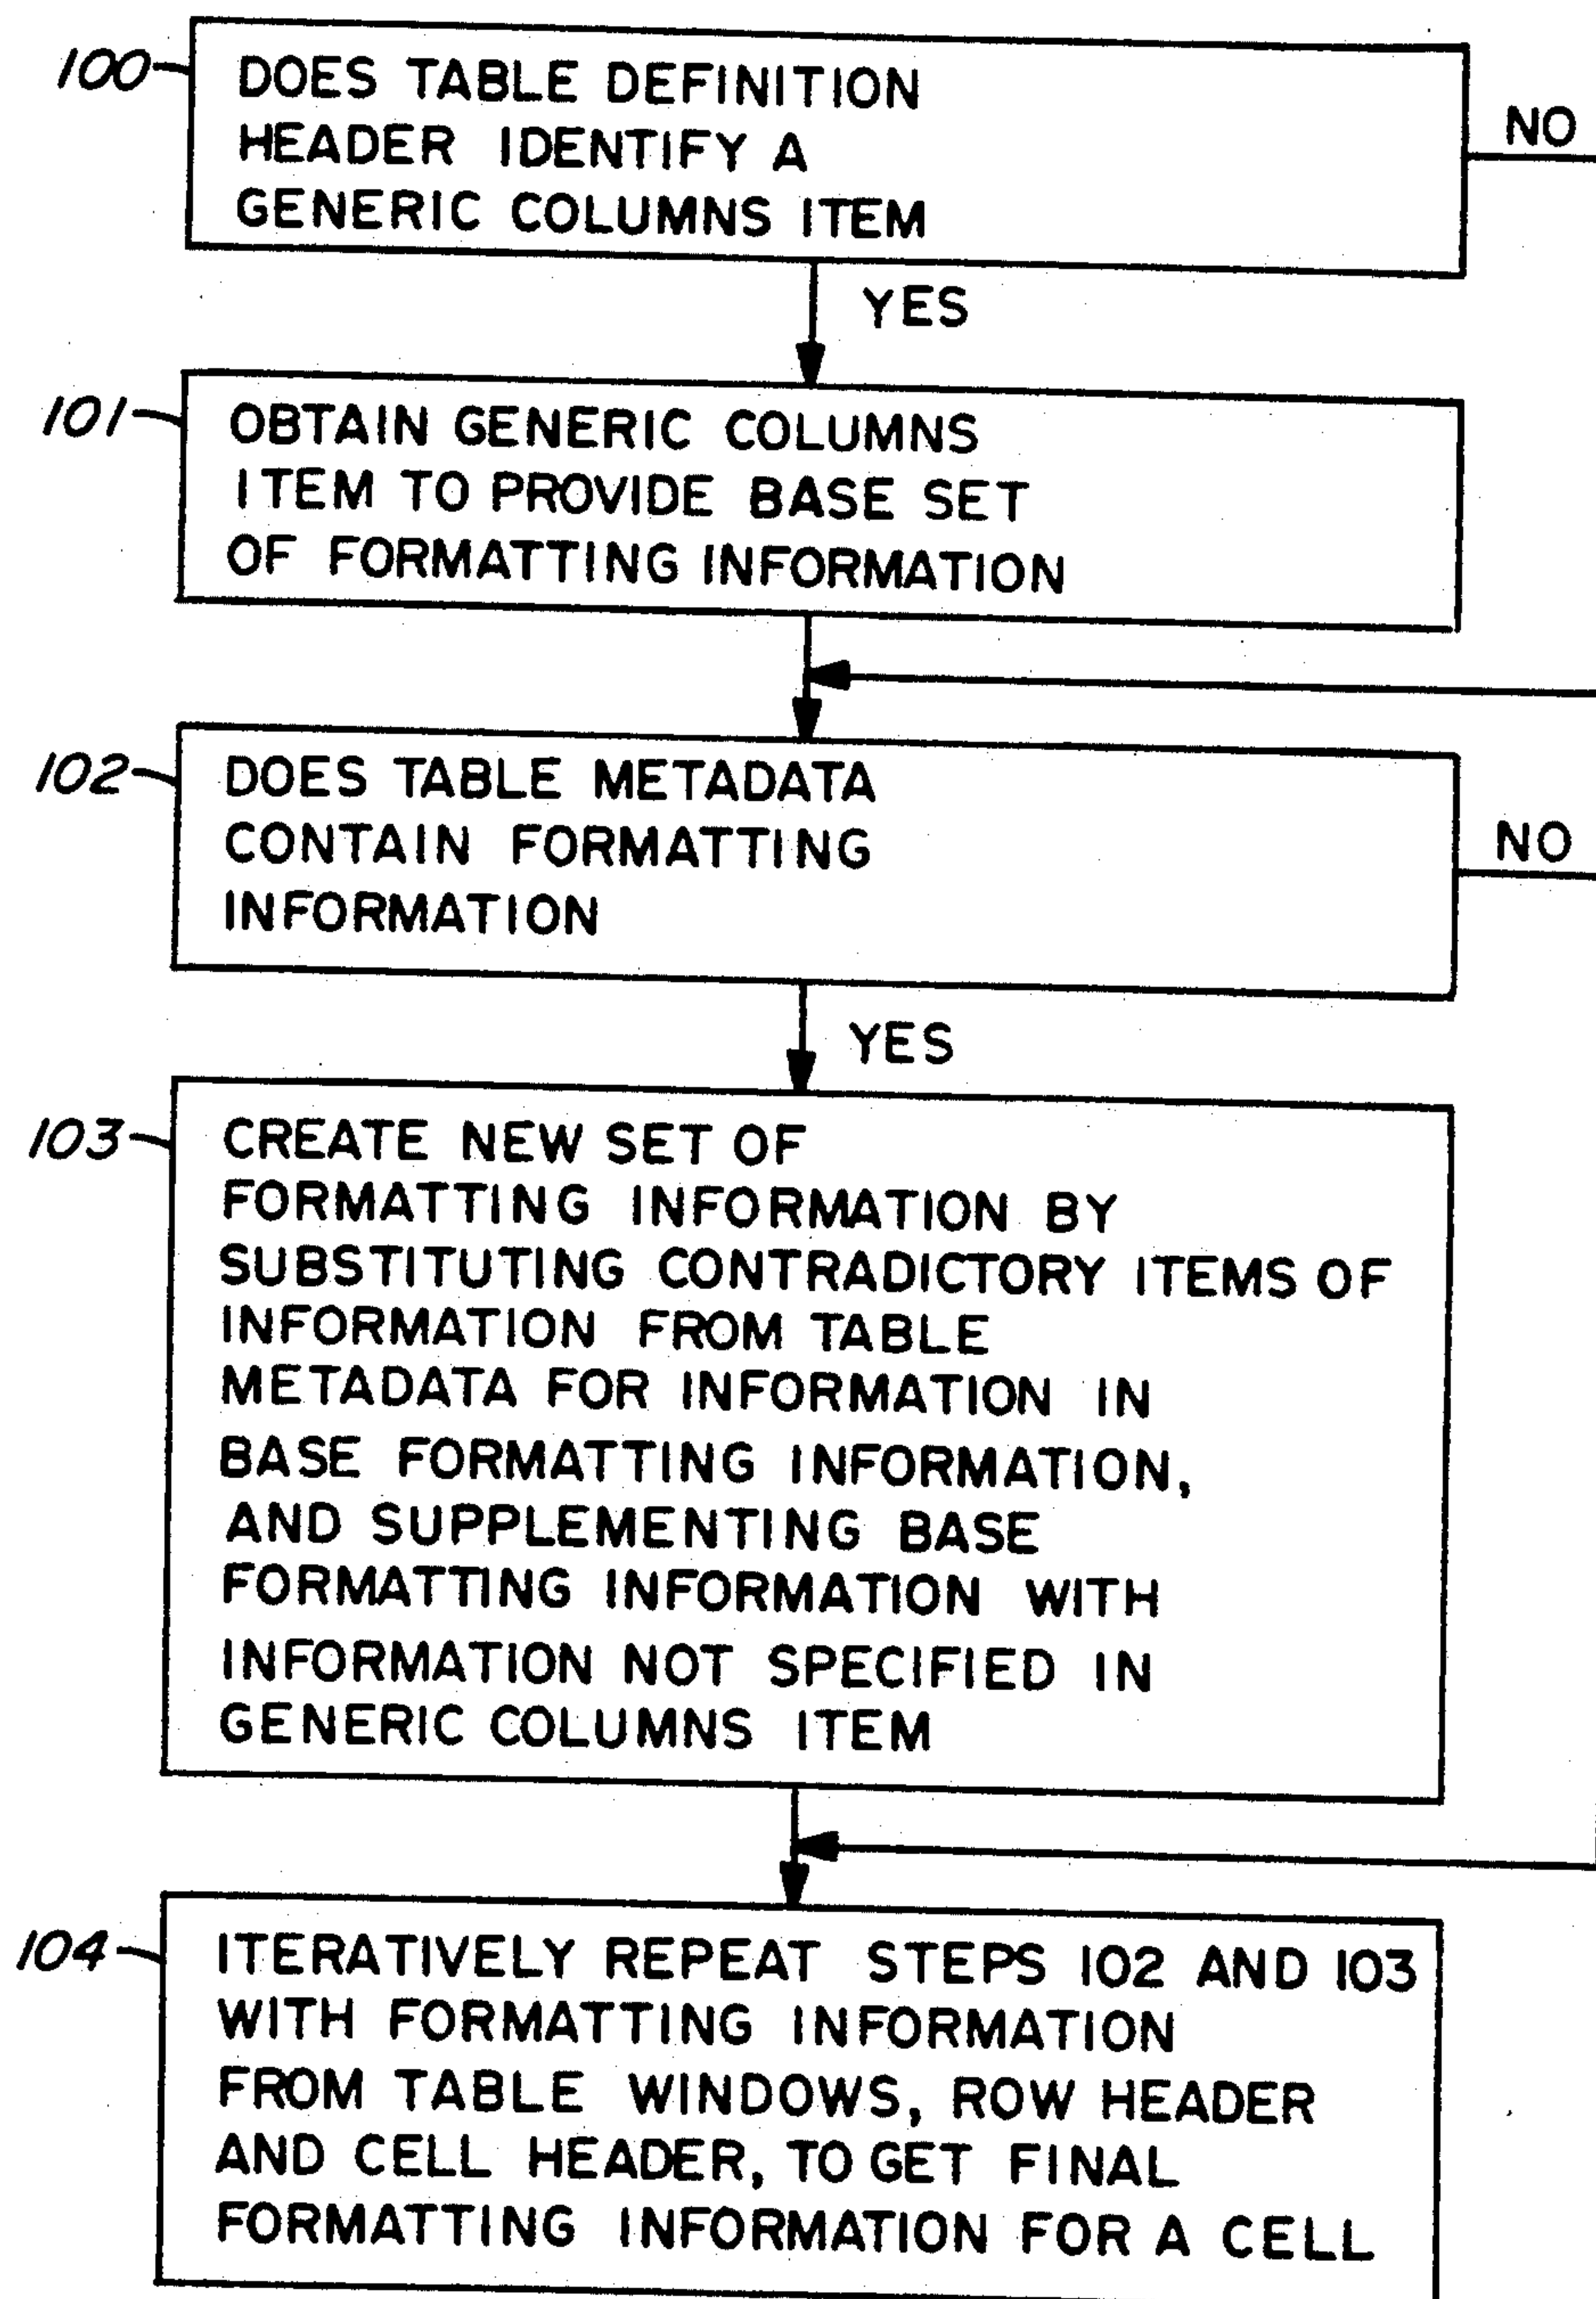 100
DOES TABLE DEFINITION
HEADER IDENTIFY A
GENERIC COLUMNS ITEM
NO
YES
101
OBTAIN GENERIC COLUMNS
ITEM TO PROVIDE BASE SET
OF FORMATTING INFORMATION
102
DOES TABLE METADATA
CONTAIN FORMATTING
INFORMATION
NO
YES
103
CREATE NEW SET OF
FORMATTING INFORMATION BY
SUBSTITUTING CONTRADICTORY ITEMS OF
INFORMATION FROM TABLE
METADATA FOR INFORMATION IN
BASE FORMATTING INFORMATION,
AND SUPPLEMENTING BASE
FORMATTING INFORMATION WITH
INFORMATION NOT SPECIFIED IN
GENERIC COLUMNS ITEM
104
ITERATIVELY REPEAT STEPS 102 AND 103
WITH FORMATTING INFORMATION
FROM TABLE WINDOWS, ROW HEADER
AND CELL HEADER, TO GET FINAL
FORMATTING INFORMATION FOR A CELL